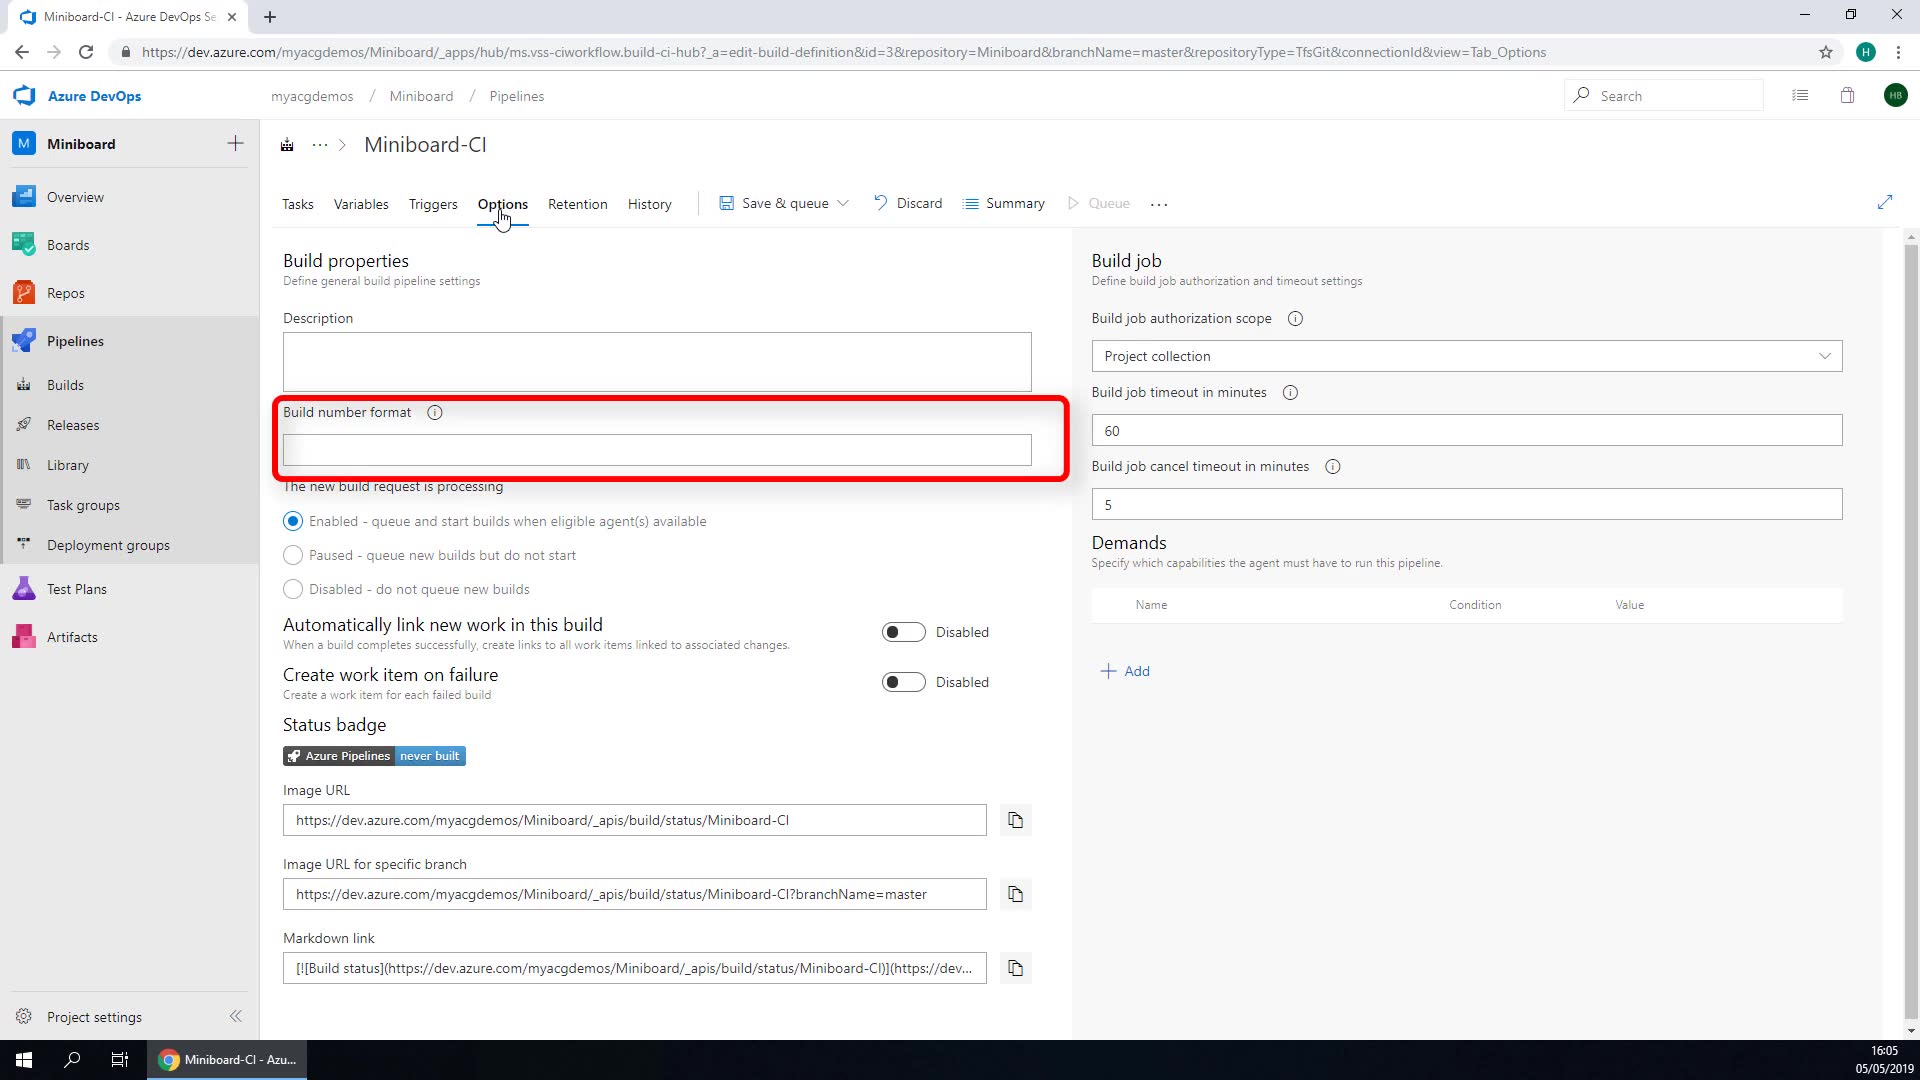 Miniboard-CI - Azure DevOps Se
https://dev.azure.com/myacgdemos/Miniboard/_apps/hub/ms.vss-ciworkflow.build-ci-hub?_a=edit-build-definition&id=3&repository=Miniboard&branchName=master&repositoryType=TfsGit&connectionId&view=Tab_Options
H
Azure DevOps
myacgdemos / Miniboard / Pipelines
Search
HB
M Miniboard
Overview
Boards
Repos
Pipelines
Builds
Releases
Library
Task groups
Deployment groups
Test Plans
Artifacts
Project settings
... > Miniboard-CI
Tasks Variables Triggers Options Retention History Save & queue Discard Summary Queue ...
Build properties
Define general build pipeline settings
Description
Build number format
The new build request is processing
Enabled - queue and start builds when eligible agent(s) available
Paused - queue new builds but do not start
Disabled - do not queue new builds
Automatically link new work in this build
When a build completes successfully, create links to all work items linked to associated changes.
Disabled
Create work item on failure
Create a work item for each failed build
Disabled
Status badge
Azure Pipelines never built
Image URL
https://dev.azure.com/myacgdemos/Miniboard/_apis/build/status/Miniboard-CI
Image URL for specific branch
https://dev.azure.com/myacgdemos/Miniboard/_apis/build/status/Miniboard-CI?branchName=master
Markdown link
[![Build status](https://dev.azure.com/myacgdemos/Miniboard/_apis/build/status/Miniboard-CI)](https://dev...
Build job
Define build job authorization and timeout settings
Build job authorization scope
Project collection
Build job timeout in minutes
60
Build job cancel timeout in minutes
5
Demands
Specify which capabilities the agent must have to run this pipeline.
Name Condition Value
+ Add
Miniboard-CI - Azu...
16:05
05/05/2019